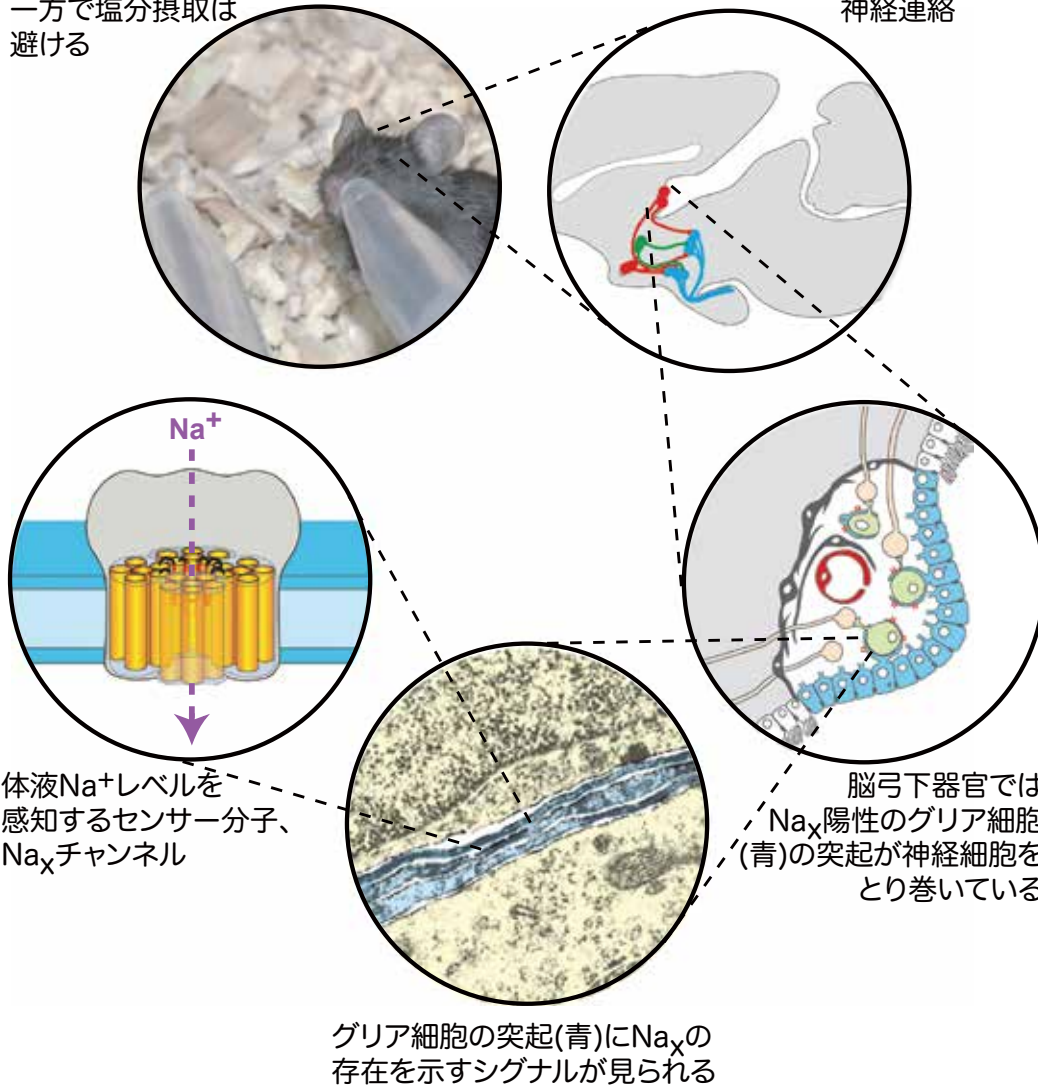 一方で塩分摂取は
避ける
神経連絡
Na⁺
体液Na⁺レベルを
感知するセンサー分子、
Naₓチャンネル
脳弓下器官では
Naₓ陽性のグリア細胞
(青)の突起が神経細胞を
とり巻いている
グリア細胞の突起(青)にNaₓの
存在を示すシグナルが見られる